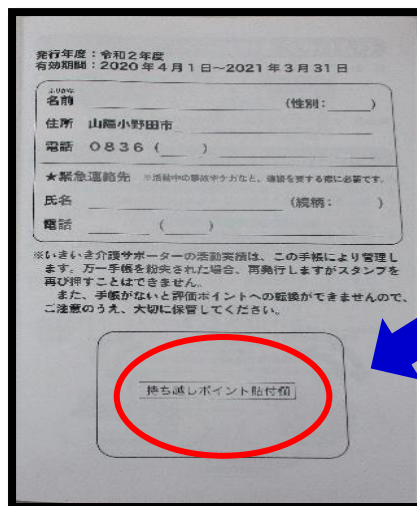 発行年度：令和２年度
有効期間：２０２０年４月１日～２０２１年３月３１日
ふりがな
名前 （性別： ）
住所 山陽小野田市
電話 ０８３６（ ）
★緊急連絡先 ※活動中の事故やケガなど、連絡を要する際に必要です。
氏名 （続柄： ）
電話 （ ）
※いきいき介護サポーターの活動実績は、この手帳により管理し
ます。万一手帳を紛失された場合、再発行しますがスタンプを
再び押すことはできません。
また、手帳がないと評価ポイントへの転換ができませんので、
ご注意のうえ、大切に保管してください。
持ち越しポイント貼付欄